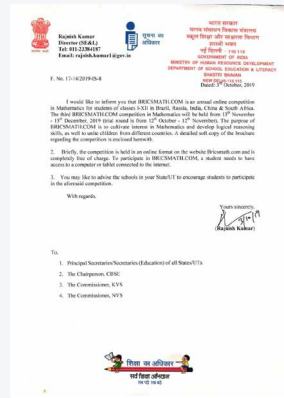 Rajnish Kumar
Director (SE&L)
Tel: 011-23384187
Email: rajnish.kumar1@gov.in
सूचना का
अधिकार
भारत सरकार
मानव संसाधन विकास मंत्रालय
स्कूल शिक्षा और साक्षरता विभाग
शास्त्री भवन
नई दिल्ली - 110 115
GOVERNMENT OF INDIA
MINISTRY OF HUMAN RESOURCE DEVELOPMENT
DEPARTMENT OF SCHOOL EDUCATION & LITERACY
SHASTRI BHAVAN
NEW DELHI-110 115
F. No. 17-14/2019-IS-8
Dated: 3rd October, 2019
I would like to inform you that BRICSMATH.COM is an annual online competition
in Mathematics for students of classes I-XII in Brazil, Russia, India, China & South Africa.
The third BRICSMATH.COM competition in Mathematics will be held from 13th November
- 13th December, 2019 (trial round is from 12th October - 12th November). The purpose of
BRICSMATH.COM is to cultivate interest in Mathematics and develop logical reasoning
skills, as well to unite children from different countries. A detailed soft copy of the brochure
regarding the competition is enclosed herewith.
2. Briefly, the competition is held in an online format on the website Bricsmath.com and is
completely free of charge. To participate in BRICSMATH.COM, a student needs to have
access to a computer or tablet connected to the internet.
3. You may like to advise the schools in your State/UT to encourage students to participate
in the aforesaid competition.
With regards,
Yours sincerely,
(Rajnish Kumar)
To,
1. Principal Secretaries/Secretaries (Education) of all States/UTs
2. The Chairperson, CBSE
3. The Commissioner, KVS
4. The Commissioner, NVS
शिक्षा का अधिकार
सर्व शिक्षा अभियान
सब पढ़ें सब बढ़ें